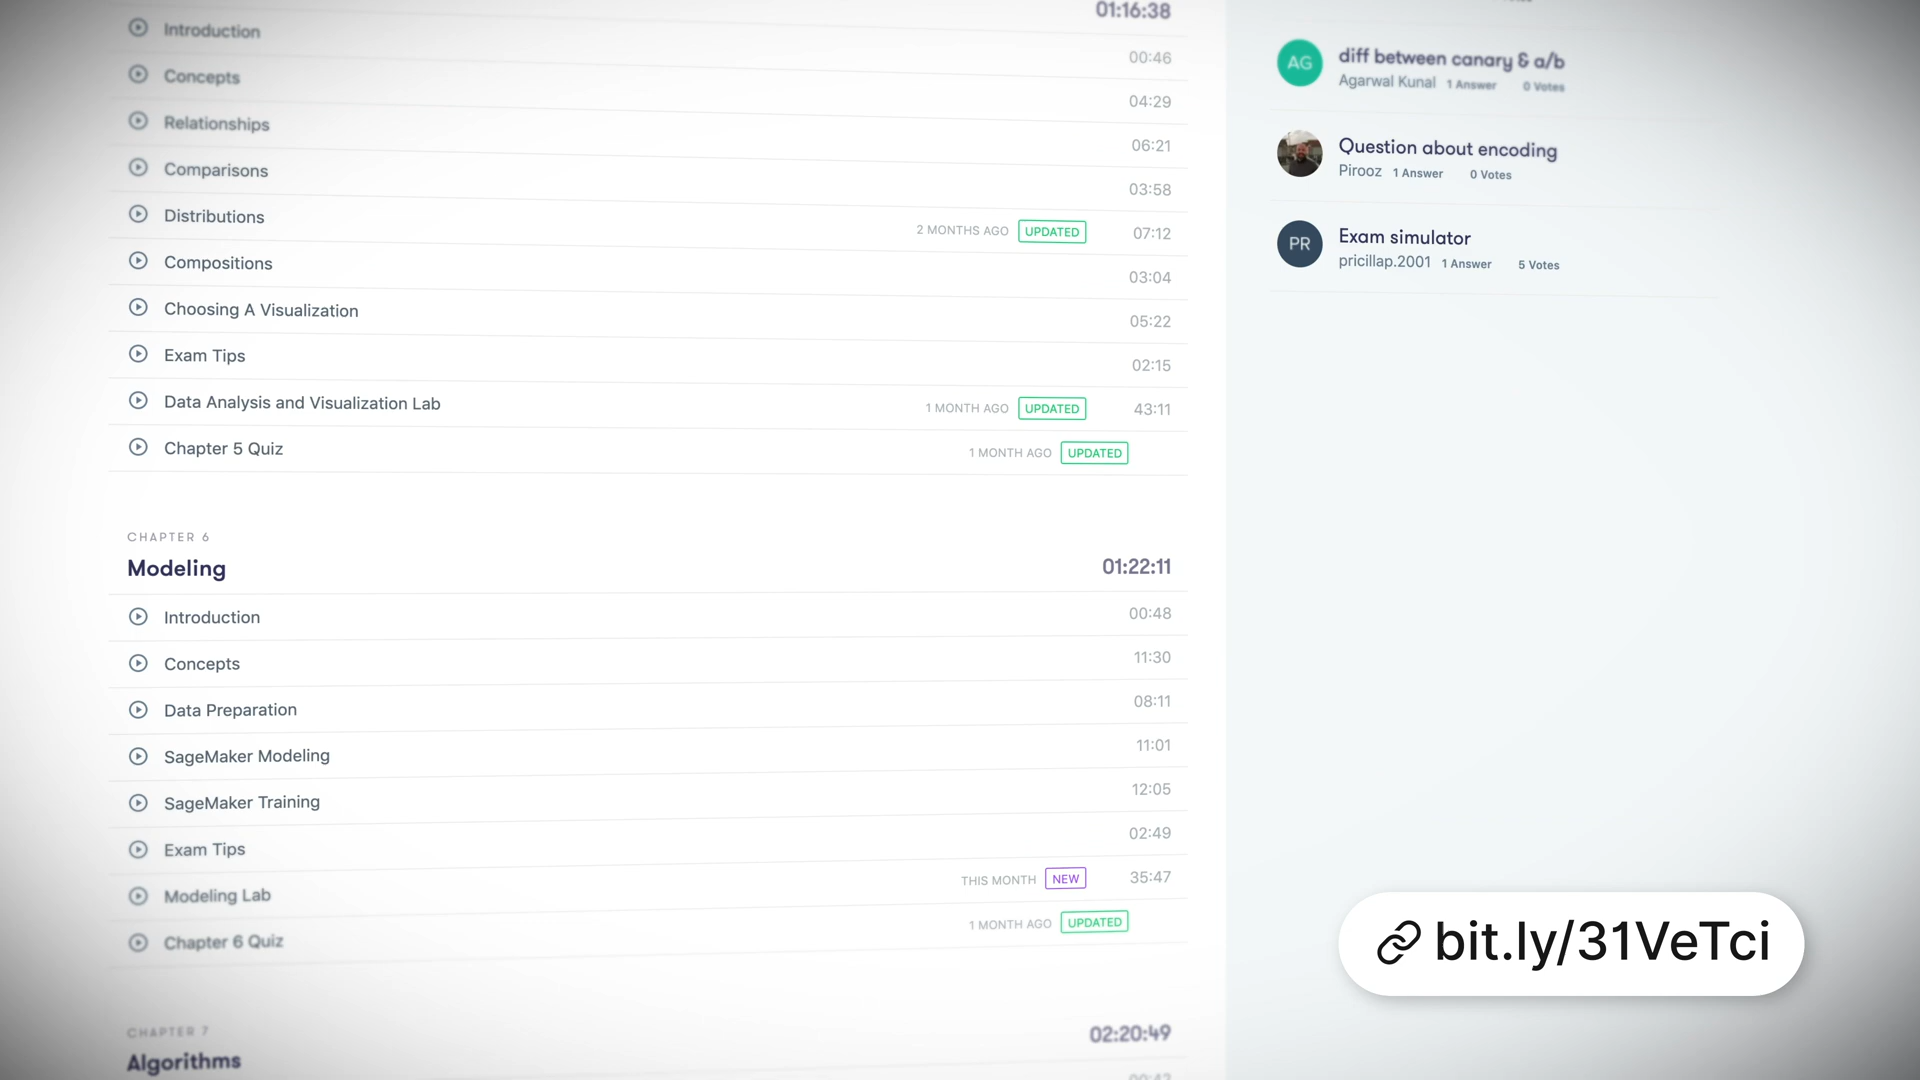 01:16:38
Introduction 00:46
Concepts 04:29
Relationships 06:21
Comparisons 03:58
Distributions 2 MONTHS AGO UPDATED 07:12
Compositions 03:04
Choosing A Visualization 05:22
Exam Tips 02:15
Data Analysis and Visualization Lab 1 MONTH AGO UPDATED 43:11
Chapter 5 Quiz 1 MONTH AGO UPDATED
CHAPTER 6
Modeling 01:22:11
Introduction 00:48
Concepts 11:30
Data Preparation 08:11
SageMaker Modeling 11:01
SageMaker Training 12:05
Exam Tips 02:49
Modeling Lab THIS MONTH NEW 35:47
Chapter 6 Quiz 1 MONTH AGO UPDATED
CHAPTER 7
Algorithms 02:20:49
AG diff between canary & a/b
Agarwal Kunal 1 Answer 0 Votes
Question about encoding
Pirooz 1 Answer 0 Votes
PR Exam simulator
pricillap.2001 1 Answer 5 Votes
bit.ly/31VeTci